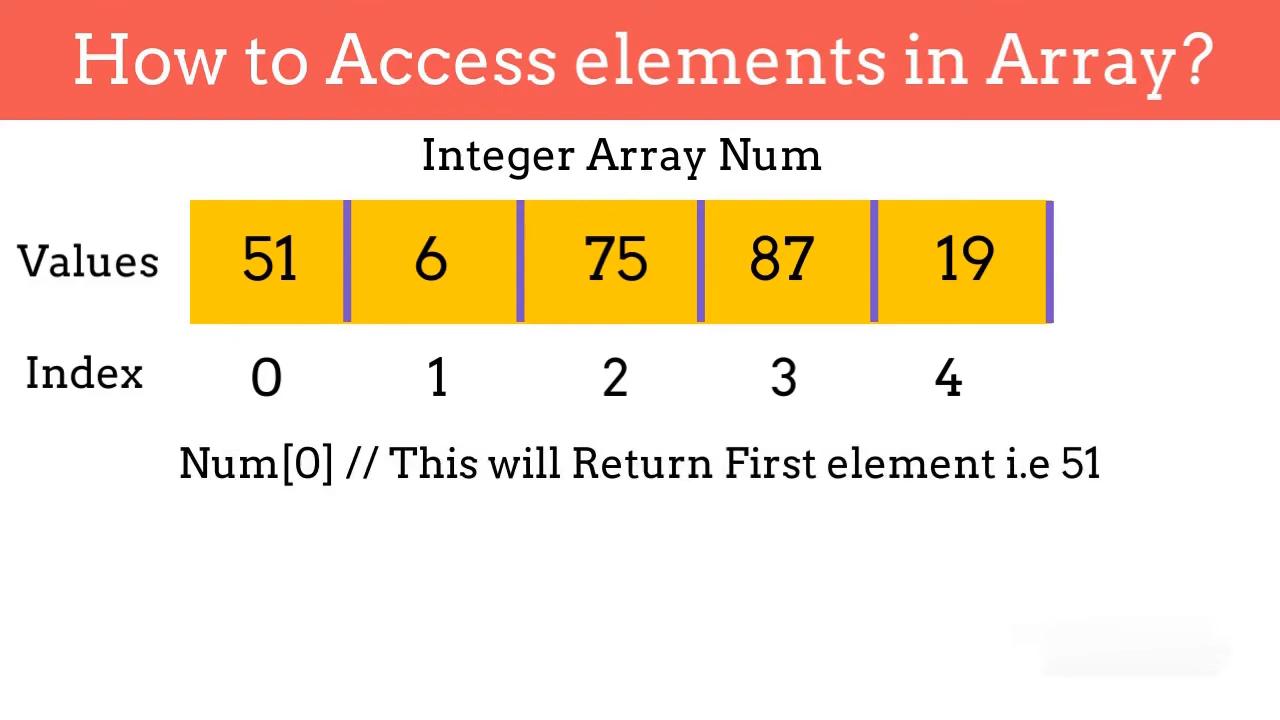 How to Access elements in Array?
Integer Array Num
Values 51 6 75 87 19
Index 0 1 2 3 4
Num[0] // This will Return First element i.e 51